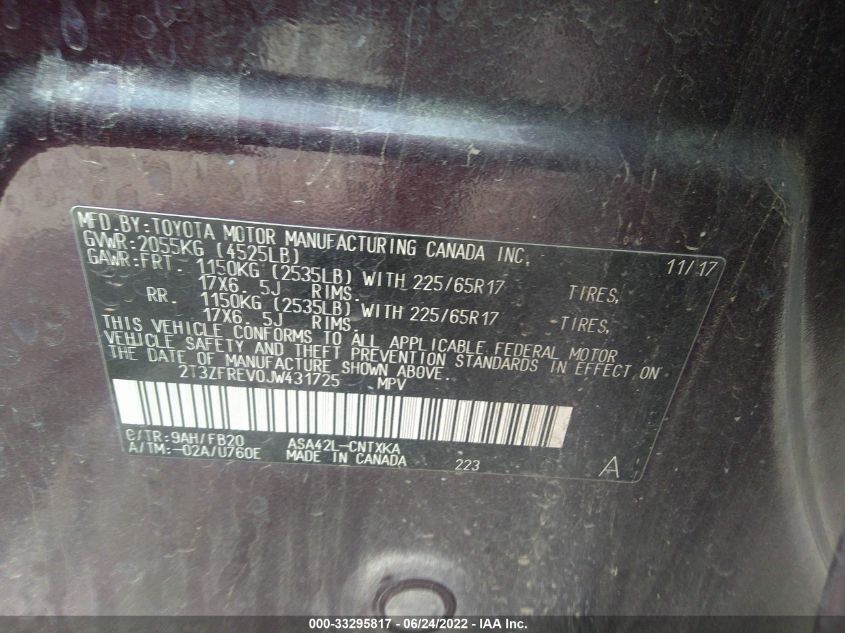 MFD.BY:TOYOTA MOTOR MANUFACTURING CANADA INC.
GVWR:2055KG (4525LB) 11/17
GAWR:FRT. 1150KG (2535LB) WITH 225/65R17 TIRES,
17X6.5J RIMS.
RR. 1150KG (2535LB) WITH 225/65R17 TIRES,
17X6.5J RIMS.
THIS VEHICLE CONFORMS TO ALL APPLICABLE FEDERAL MOTOR
VEHICLE SAFETY AND THEFT PREVENTION STANDARDS IN EFFECT ON
THE DATE OF MANUFACTURE SHOWN ABOVE.
2T3ZFREV0JW431725 MPV
C/TR:9AH/FB20 ASA42L-CNTXKA
A/TM:-02A/U760E MADE IN CANADA 223 A
000-33295817 - 06/24/2022 - IAA Inc.